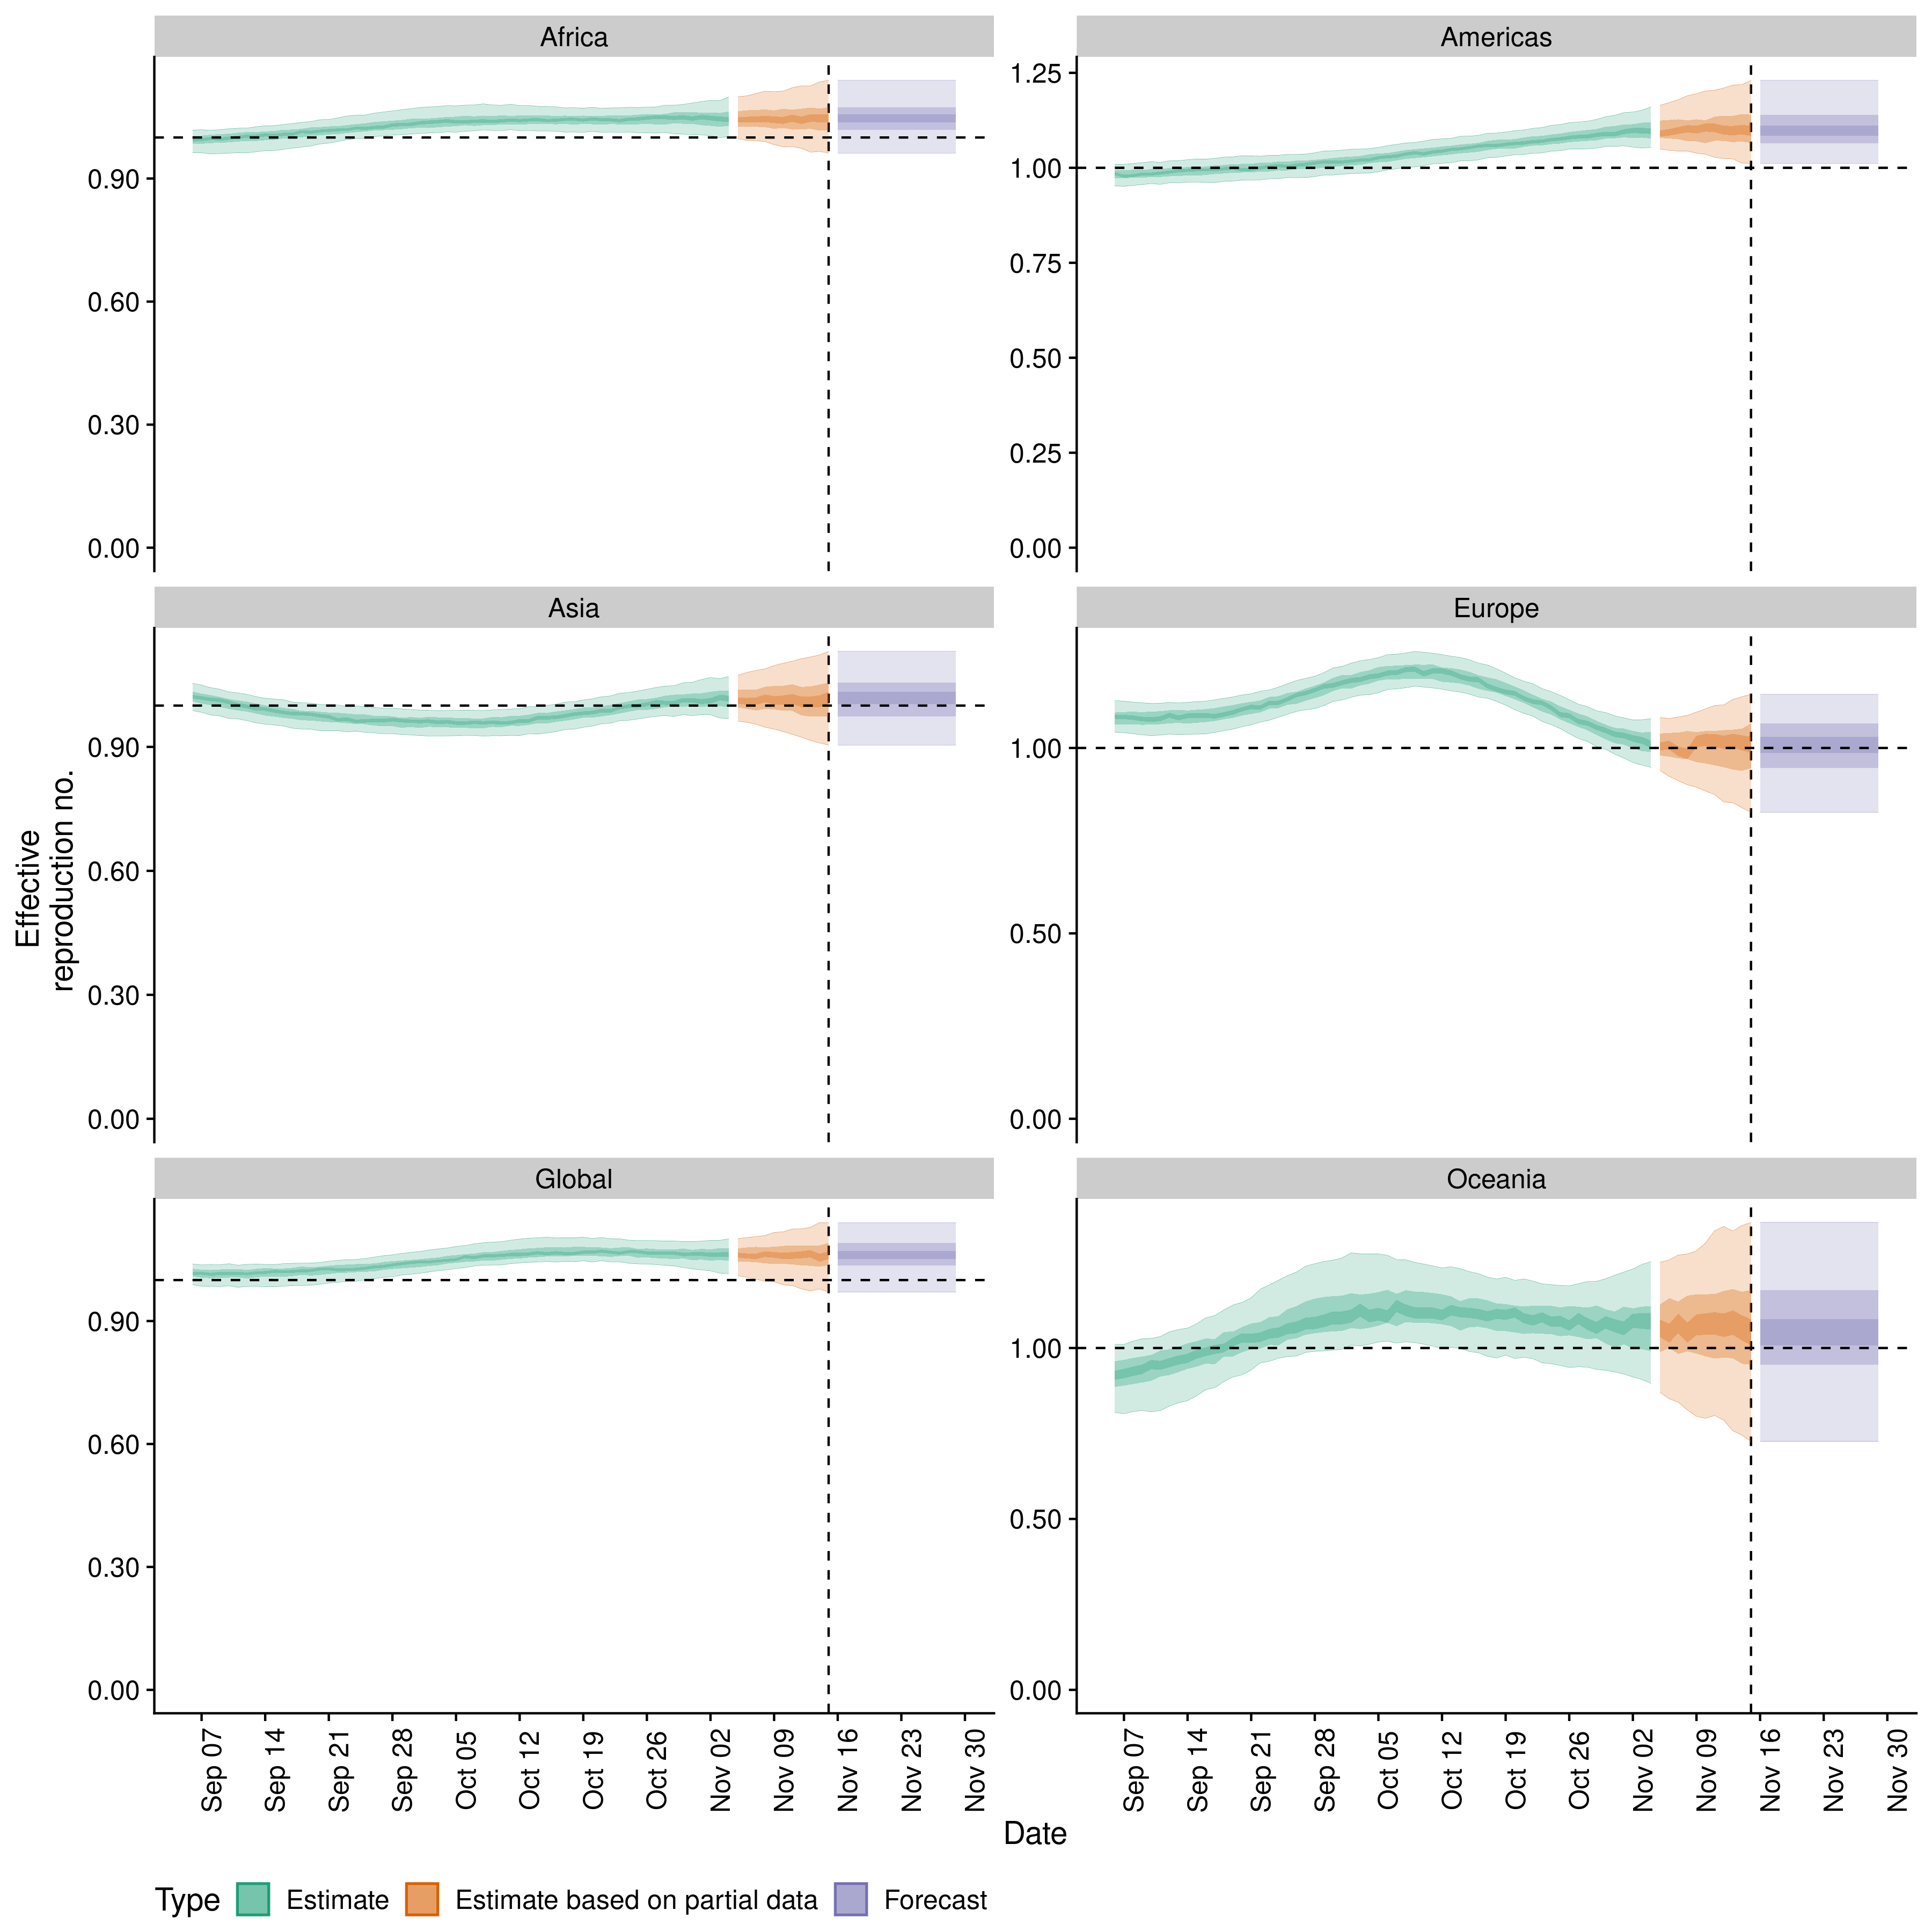 Africa
Americas
0.90
0.60
0.30
0.00
1.25
1.00
0.75
0.50
0.25
0.00
Asia
Europe
0.90
0.60
0.30
0.00
1.00
0.50
0.00
Effective
reproduction no.
Global
Oceania
0.90
0.60
0.30
0.00
1.00
0.50
0.00
Sep 07
Sep 14
Sep 21
Sep 28
Oct 05
Oct 12
Oct 19
Oct 26
Nov 02
Nov 09
Nov 16
Nov 23
Nov 30
Sep 07
Sep 14
Sep 21
Sep 28
Oct 05
Oct 12
Oct 19
Oct 26
Nov 02
Nov 09
Nov 16
Nov 23
Nov 30
Date
Type Estimate Estimate based on partial data Forecast